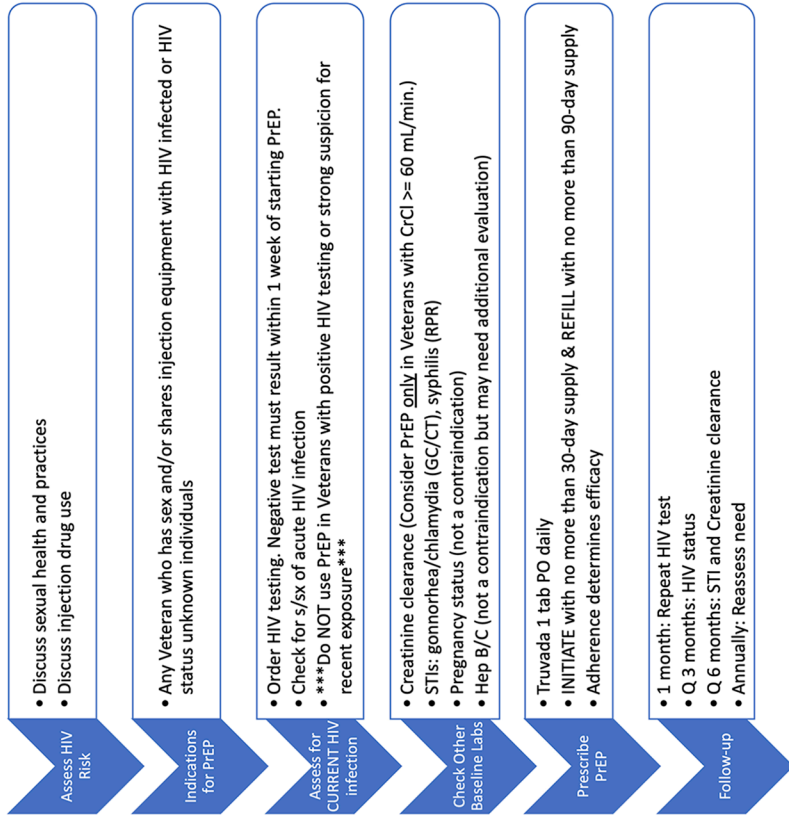 Assess HIV
Risk
• Discuss sexual health and practices
• Discuss injection drug use
Indications
for PrEP
• Any Veteran who has sex and/or shares injection equipment with HIV infected or HIV
status unknown individuals
Assess for
CURRENT HIV
infection
• Order HIV testing. Negative test must result within 1 week of starting PrEP.
• Check for s/sx of acute HIV infection
• ***Do NOT use PrEP in Veterans with positive HIV testing or strong suspicion for
recent exposure***
Check Other
Baseline Labs
• Creatinine clearance (Consider PrEP only in Veterans with CrCl >= 60 mL/min.)
• STIs: gonnorhea/chlamydia (GC/CT), syphilis (RPR)
• Pregnancy status (not a contraindication)
• Hep B/C (not a contraindication but may need additional evaluation)
Prescribe
PrEP
• Truvada 1 tab PO daily
• INITIATE with no more than 30-day supply & REFILL with no more than 90-day supply
• Adherence determines efficacy
Follow-up
• 1 month: Repeat HIV test
• Q 3 months: HIV status
• Q 6 months: STI and Creatinine clearance
• Annually: Reassess need